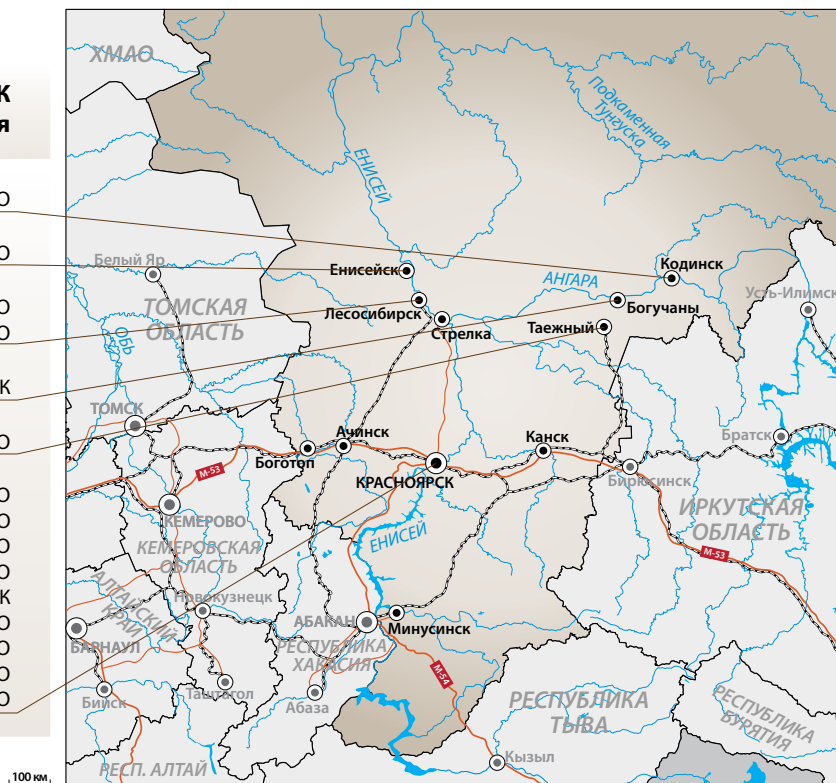 К
я
О
О
О
О
К
О
О
О
О
О
К
О
О
О
О
100 км
ХМАО
Подкаменная
Тунгуска
ЕНИСЕЙ
Белый Яр
Енисейск
АНГАРА
Кодинск
ТОМСКАЯ
ОБЛАСТЬ
Лесосибирск
Богучаны
Усть-Илимск
ОБЬ
Стрелка
Таежный
ТОМСК
Ачинск
Боготоп
Канск
Братск
М-53
КРАСНОЯРСК
Бирюсинск
КЕМЕРОВО
ИРКУТСКАЯ
ОБЛАСТЬ
КЕМЕРОВСКАЯ
ОБЛАСТЬ
ЕНИСЕЙ
М-53
АЛТАЙСКИЙ
КРАЙ
Новокузнецк
АБАКАН
Минусинск
БАРНАУЛ
РЕСПУБЛИКА
ХАКАСИЯ
М-54
Бийск
Таштагол
Абаза
РЕСПУБЛИКА
ТЫВА
РЕСПУБЛИКА
БУРЯТИЯ
Кызыл
РЕСП. АЛТАЙ